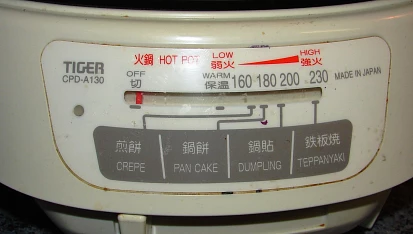 火鍋 HOT POT LOW 弱火 HIGH 強火
TIGER
CPD-A130
OFF 切 WARM 保温 160 180 200 230 MADE IN JAPAN
煎餅 鍋餅 鍋貼 鉄板焼
CREPE PAN CAKE DUMPLING TEPPANYAKI